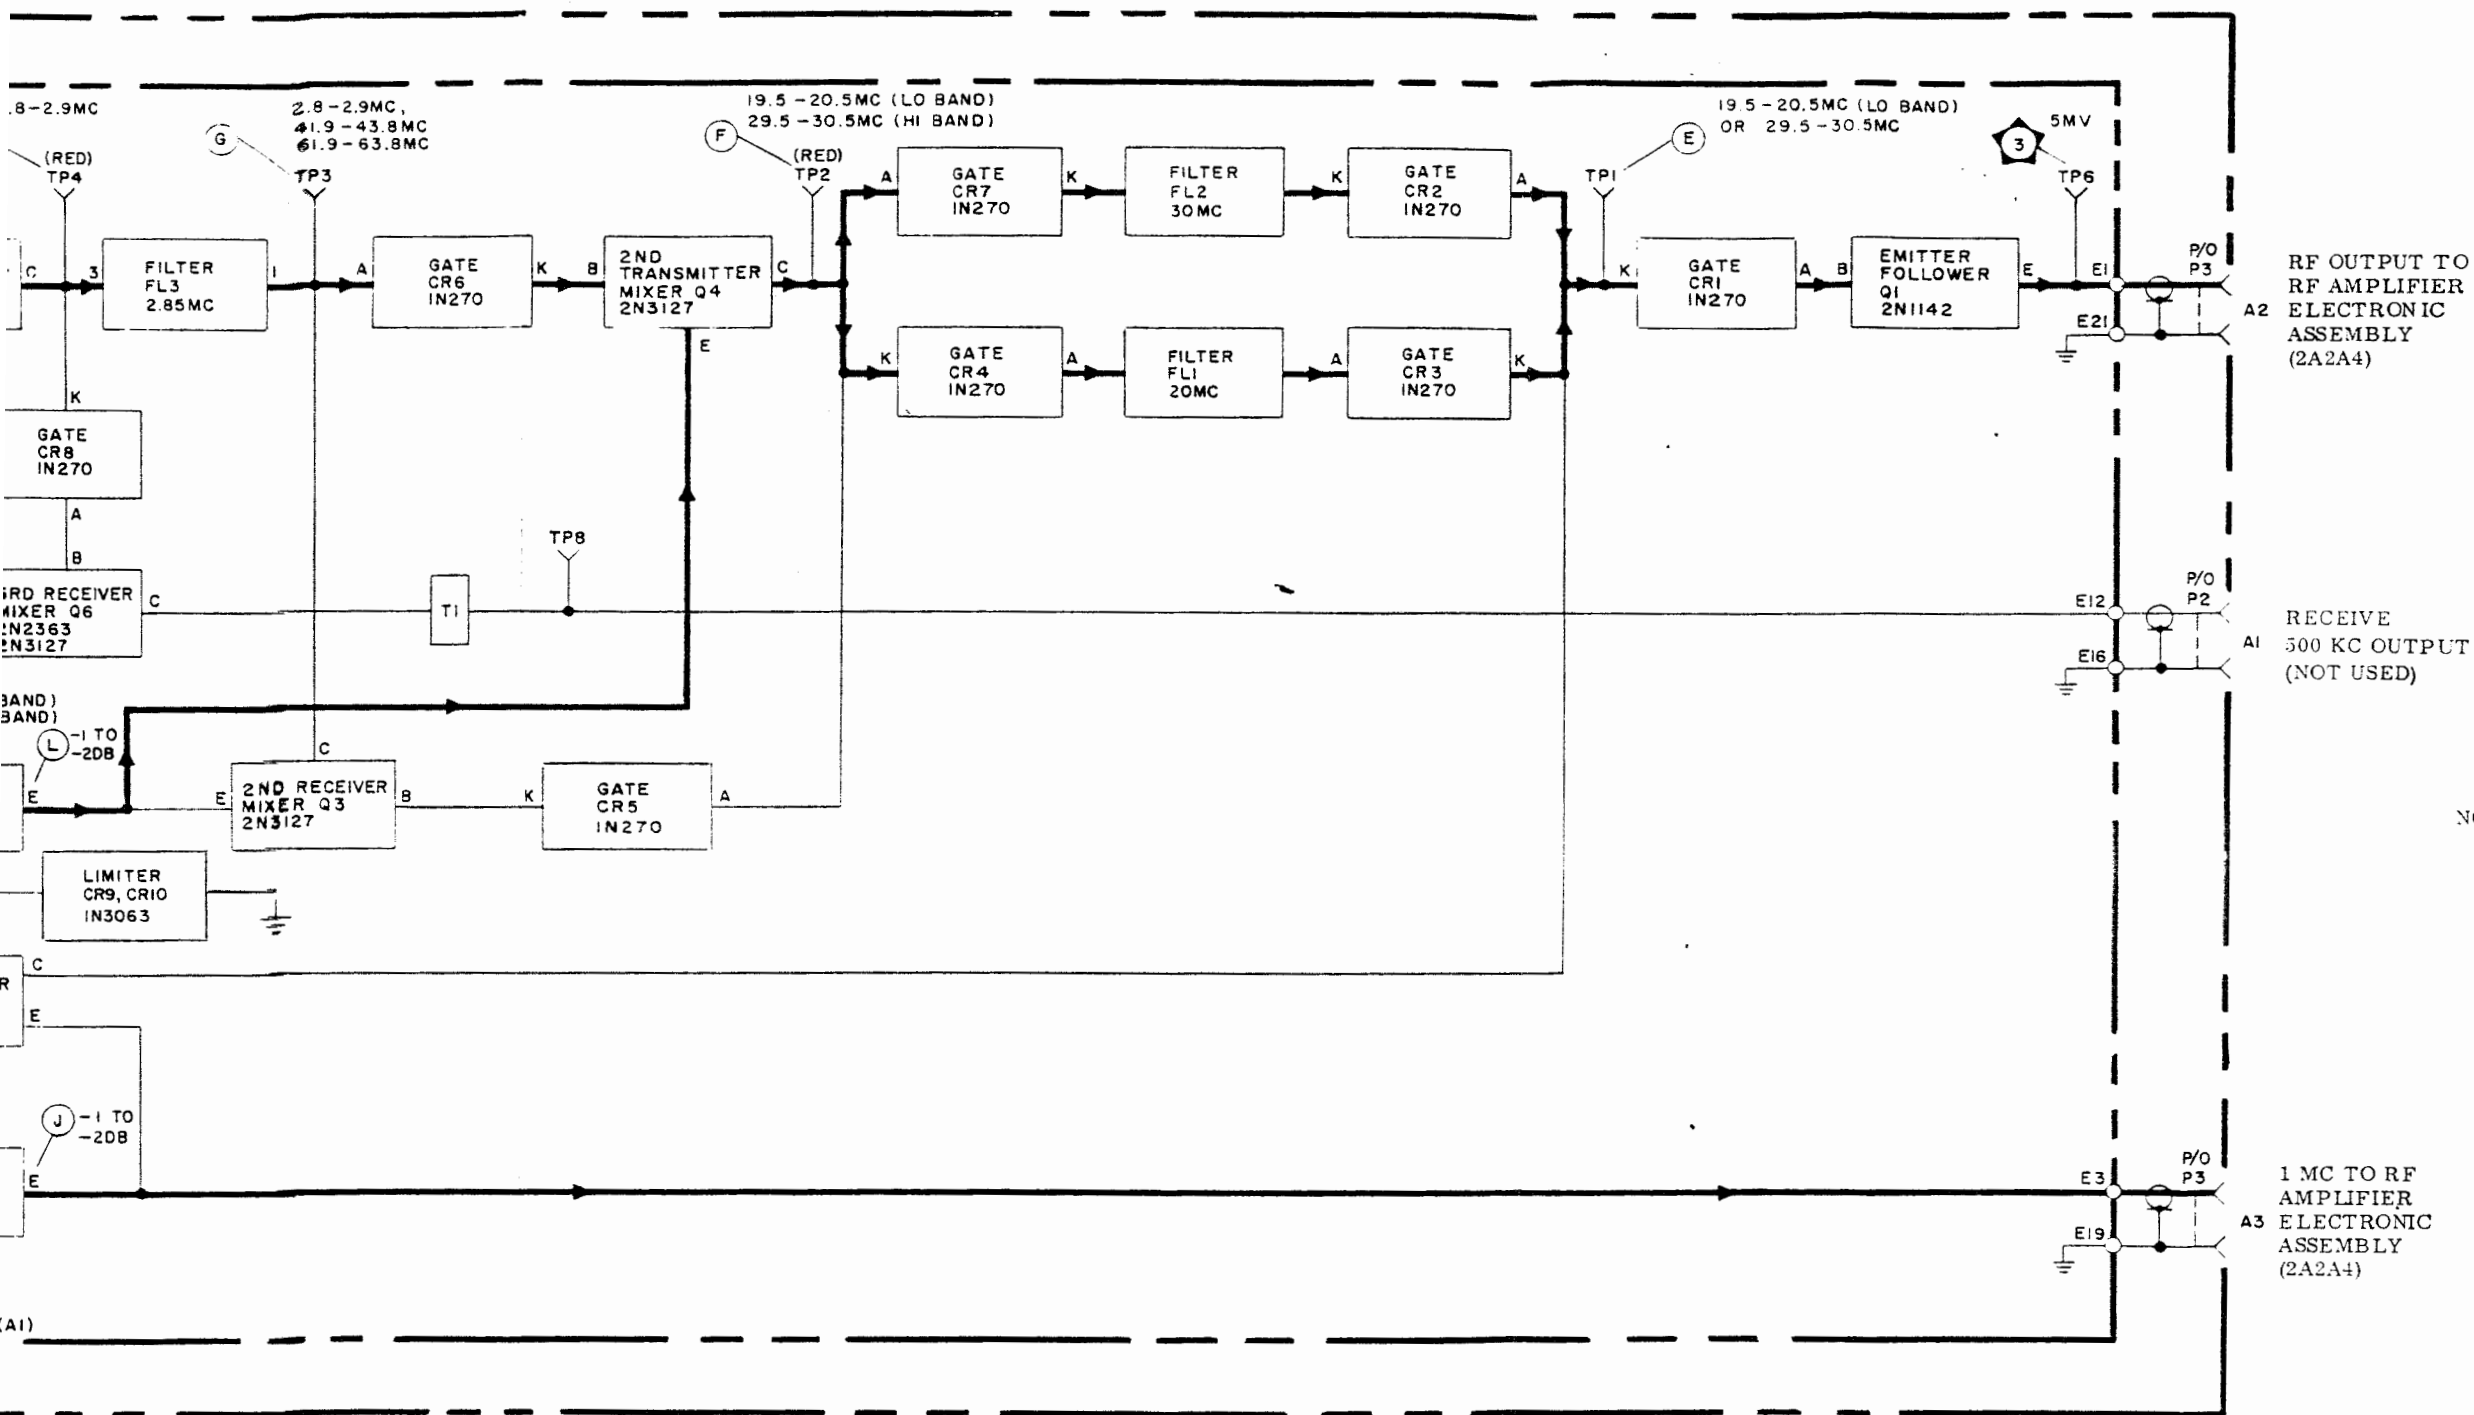 .8-2.9MC
(RED)
TP4
G
2.8-2.9MC,
41.9-43.8MC
61.9-63.8MC
TP3
19.5-20.5MC (LO BAND)
29.5-30.5MC (HI BAND)
F
(RED)
TP2
19.5-20.5MC (LO BAND)
OR 29.5-30.5MC
E
TP1
3
5MV
TP6
C
3
FILTER
FL3
2.85MC
1
A
GATE
CR6
IN270
K
B
2ND
TRANSMITTER
MIXER Q4
2N3127
C
E
A
GATE
CR7
IN270
K
FILTER
FL2
30MC
K
GATE
CR2
IN270
A
K
GATE
CR4
IN270
A
FILTER
FL1
20MC
A
GATE
CR3
IN270
K
K
GATE
CR1
IN270
A
B
EMITTER
FOLLOWER
Q1
2N1142
E
E1
E21
P/O
P3
A2
RF OUTPUT TO
RF AMPLIFIER
ELECTRONIC
ASSEMBLY
(2A2A4)
K
GATE
CR8
IN270
A
B
RD RECEIVER
MIXER Q6
2N2363
2N3127
C
T1
TP8
E12
E16
P/O
P2
A1
RECEIVE
500 KC OUTPUT
(NOT USED)
BAND)
BAND)
L
-1 TO
-2DB
E
C
E
2ND RECEIVER
MIXER Q3
2N3127
B
K
GATE
CR5
IN270
A
LIMITER
CR9, CR10
IN3063
C
R
E
J
-1 TO
-2DB
E
E3
E19
P/O
P3
A3
1 MC TO RF
AMPLIFIER
ELECTRONIC
ASSEMBLY
(2A2A4)
(A1)